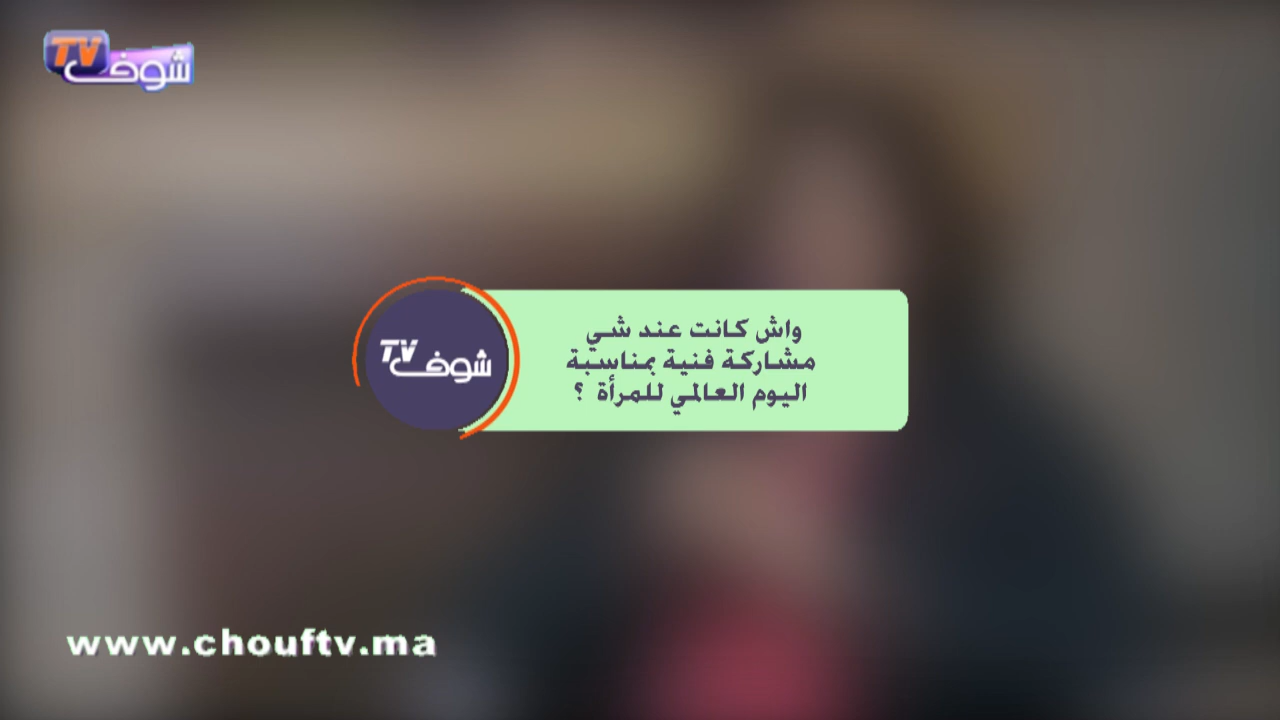 TV شوف
واش كانت عند شي
مشاركة فنية بمناسبة
اليوم العالمي للمرأة ؟
TV شوف
www.chouftv.ma